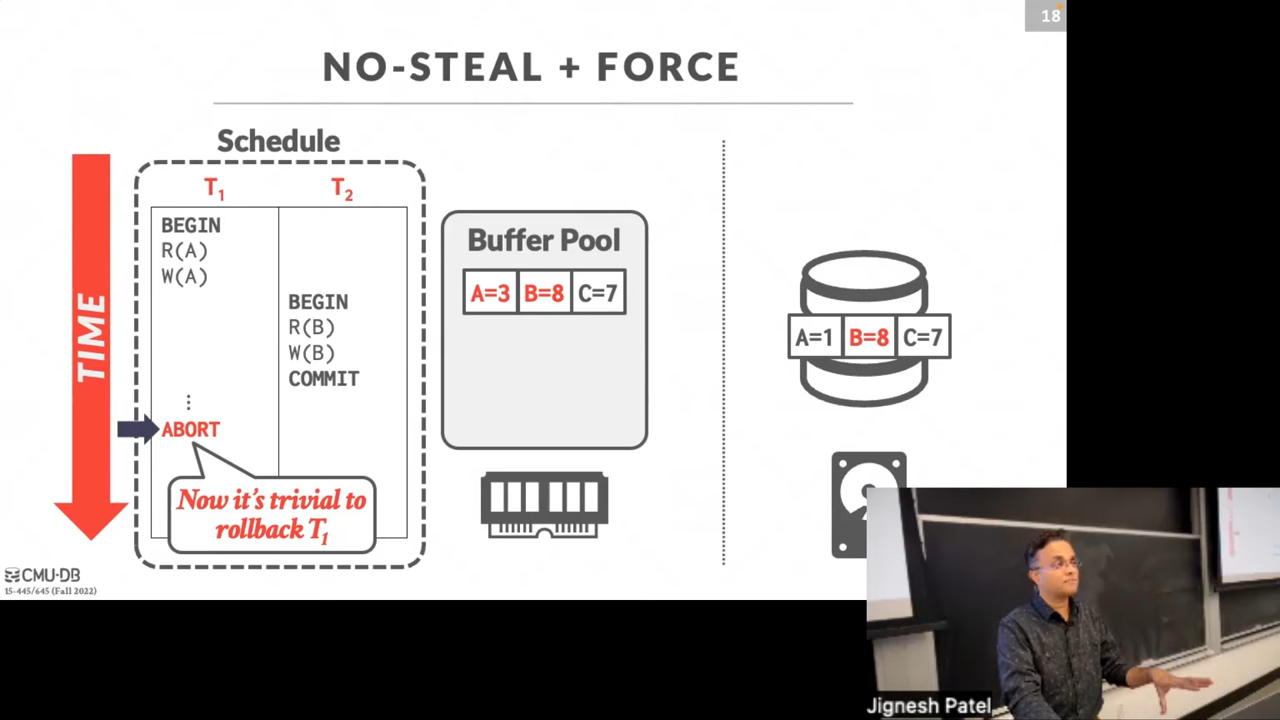 18
NO-STEAL + FORCE
Schedule
T1 T2
BEGIN
R(A)
W(A)
BEGIN
R(B)
W(B)
COMMIT
⋮
ABORT
Now it's trivial to
rollback T1
TIME
Buffer Pool
A=3 B=8 C=7
A=1 B=8 C=7
CMU·DB
15-445/645 (Fall 2022)
Jignesh Patel